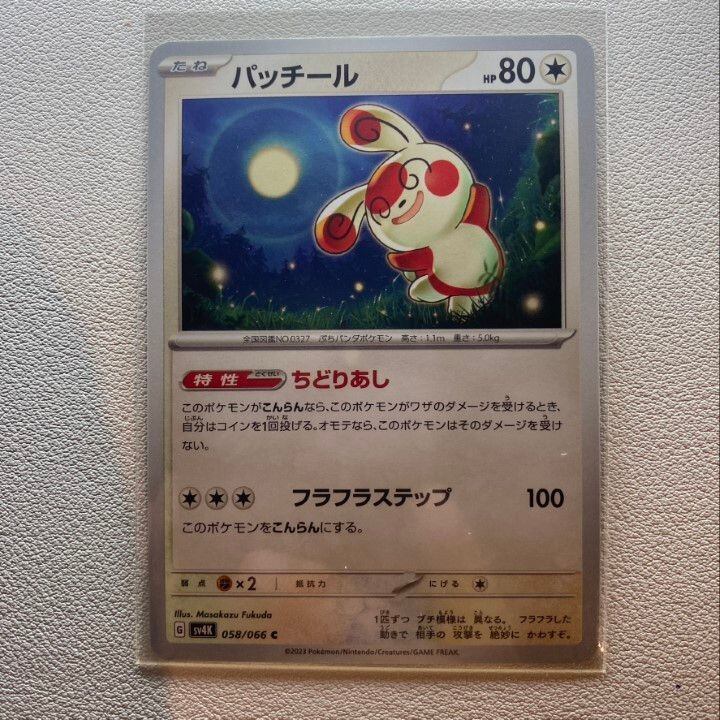 たね パッチール HP 80
全国図鑑NO.0327 ぶちパンダポケモン 高さ:1.1m 重さ:5.0kg
特性 とくせい ちどりあし
このポケモンがこんらんなら、このポケモンがワザのダメージを受けるとき、
自分はコインを1回投げる。オモテなら、このポケモンはそのダメージを受け
ない。
フラフラステップ 100
このポケモンをこんらんにする。
弱点 ×2 抵抗力 にげる
Illus. Masakazu Fukuda
G sv4K 058/066 C
1匹ずつ ブチ模様は 異なる。 フラフラした
動きで 相手の 攻撃を 絶妙に かわすぞ。
©2023 Pokémon/Nintendo/Creatures/GAME FREAK.